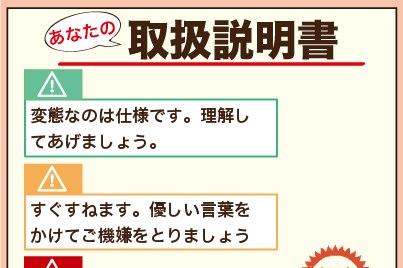 あなたの
取扱説明書
変態なのは仕様です。理解し
てあげましょう。
すぐすねます。優しい言葉を
かけてご機嫌をとりましょう